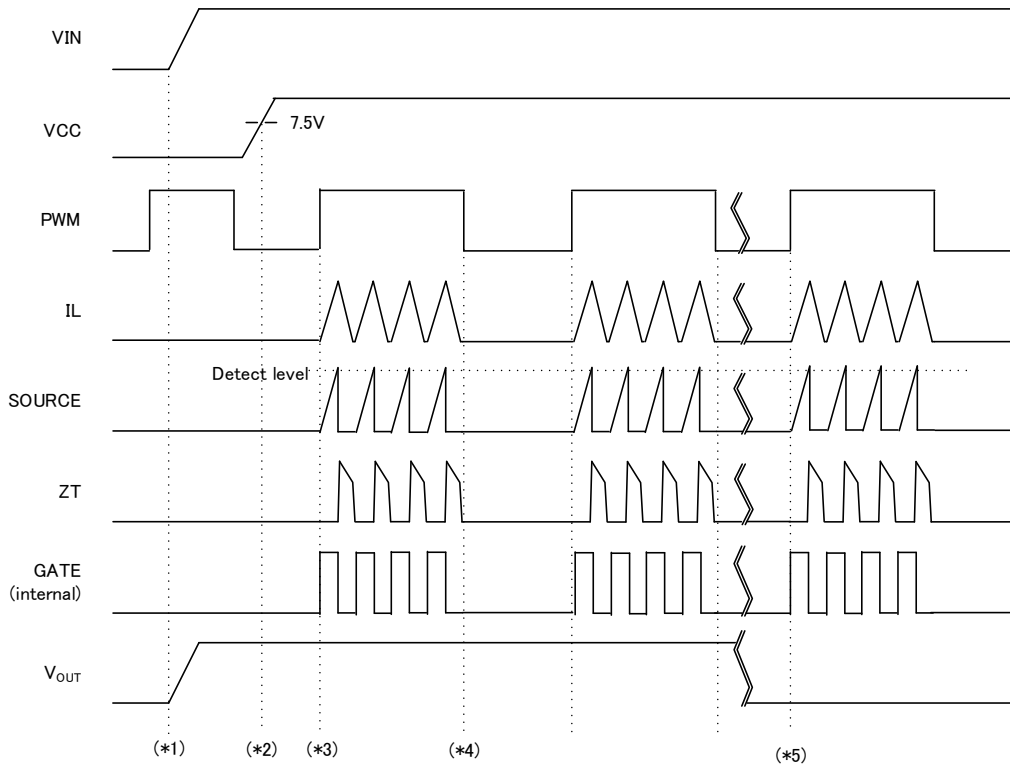 VIN
VCC
7.5V
PWM
IL
Detect level
SOURCE
ZT
GATE
(internal)
VOUT
(*1) (*2) (*3) (*4) (*5)